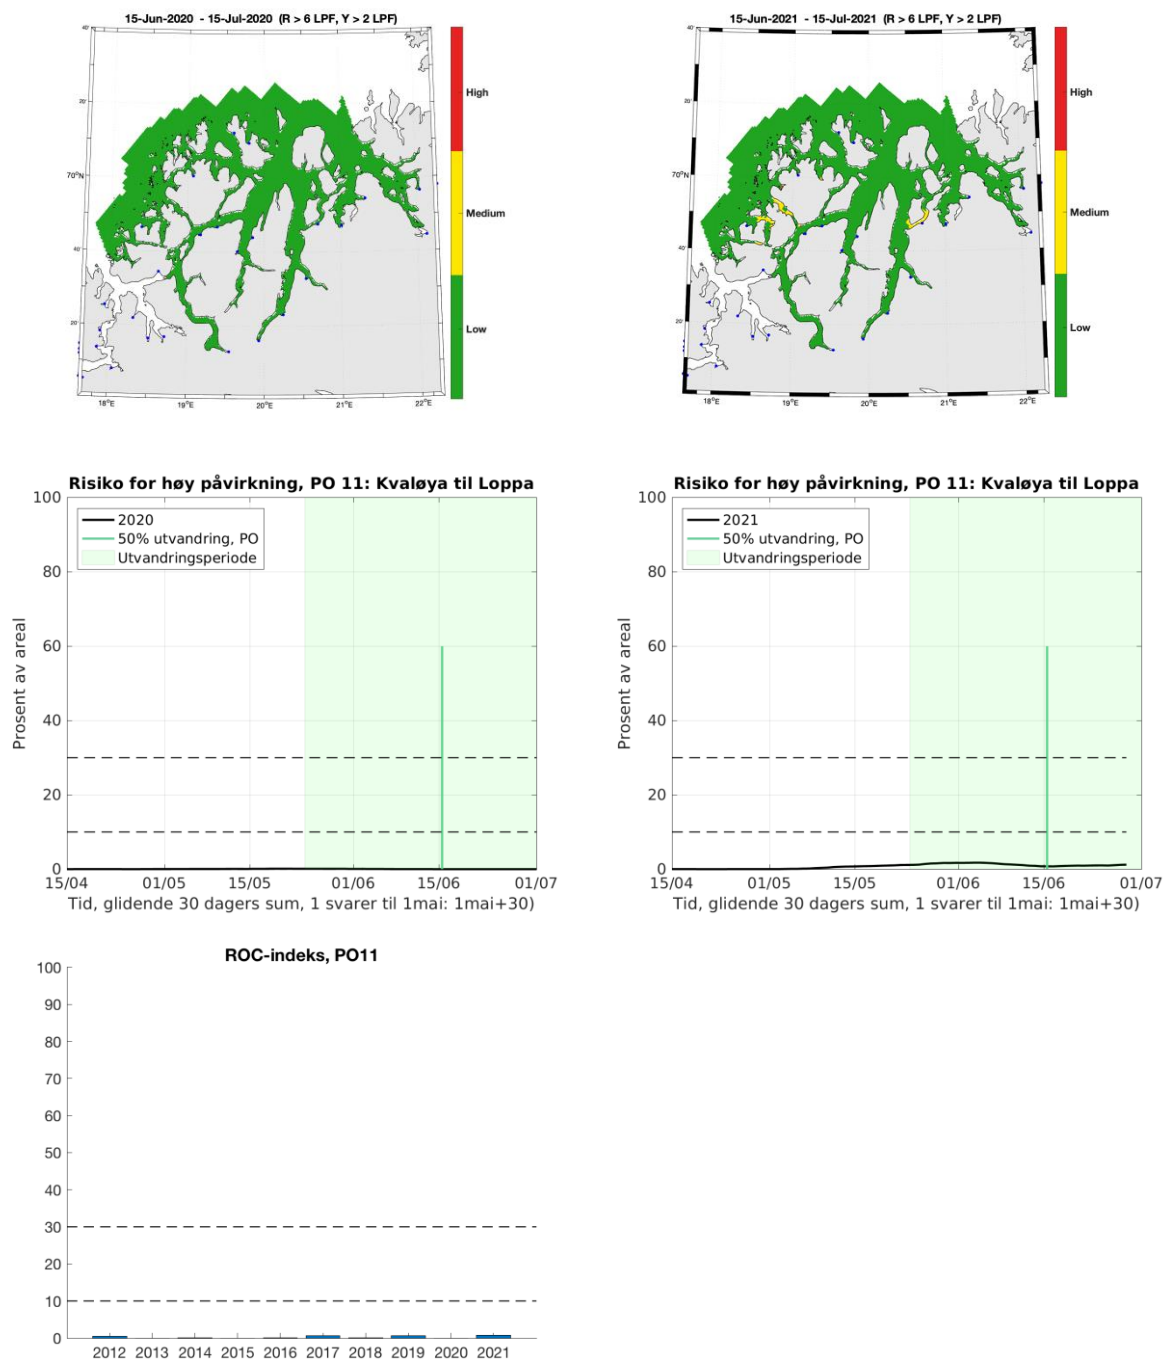 15-Jun-2020 - 15-Jul-2020 (R > 6 LPF, Y > 2 LPF)
40'
20'
70°N
40'
20'
18°E
19°E
20°E
21°E
22°E
High
Medium
Low
15-Jun-2021 - 15-Jul-2021 (R > 6 LPF, Y > 2 LPF)
40'
20'
70°N
40'
20'
18°E
19°E
20°E
21°E
22°E
High
Medium
Low
Risiko for høy påvirkning, PO 11: Kvaløya til Loppa
2020
50% utvandring, PO
Utvandringsperiode
Prosent av areal
100
80
60
40
20
0
15/04
01/05
15/05
01/06
15/06
01/07
Tid, glidende 30 dagers sum, 1 svarer til 1mai: 1mai+30)
Risiko for høy påvirkning, PO 11: Kvaløya til Loppa
2021
50% utvandring, PO
Utvandringsperiode
Prosent av areal
100
80
60
40
20
0
15/04
01/05
15/05
01/06
15/06
01/07
Tid, glidende 30 dagers sum, 1 svarer til 1mai: 1mai+30)
ROC-indeks, PO11
100
90
80
70
60
50
40
30
20
10
0
2012
2013
2014
2015
2016
2017
2018
2019
2020
2021